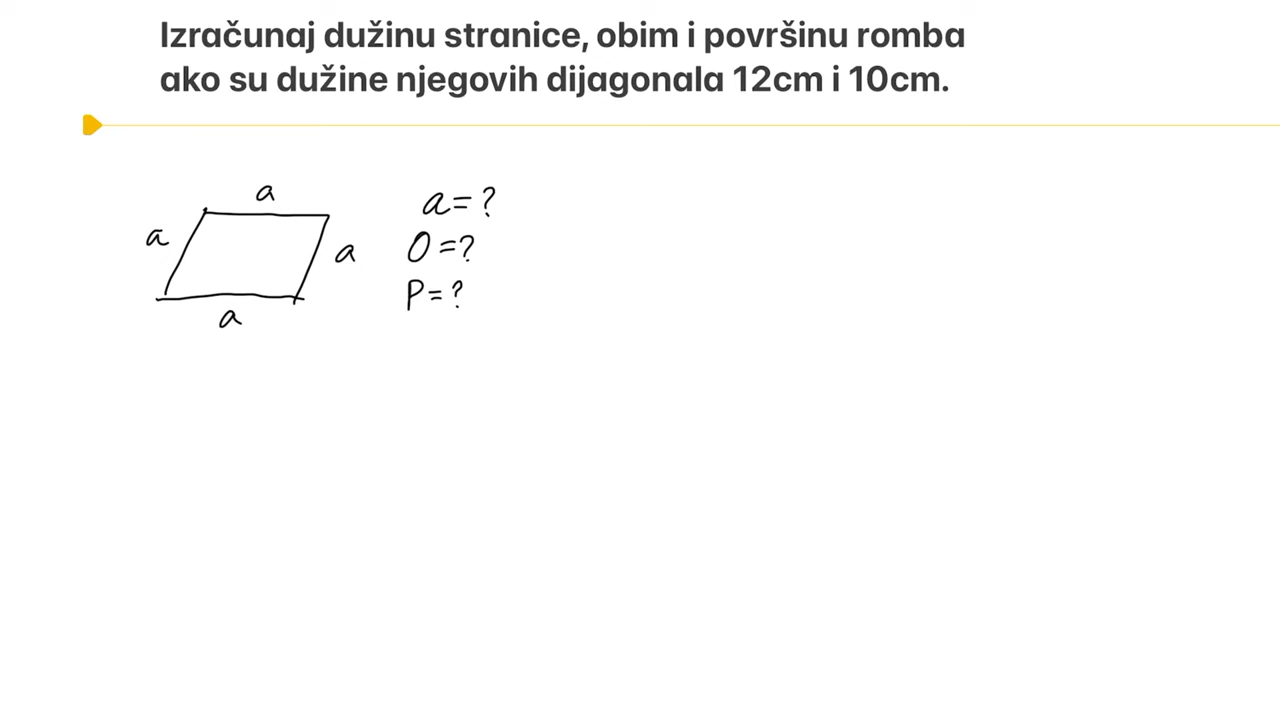 Izračunaj dužinu stranice, obim i površinu romba
ako su dužine njegovih dijagonala 12cm i 10cm.
a
a
a
a
a=?
O=?
P=?